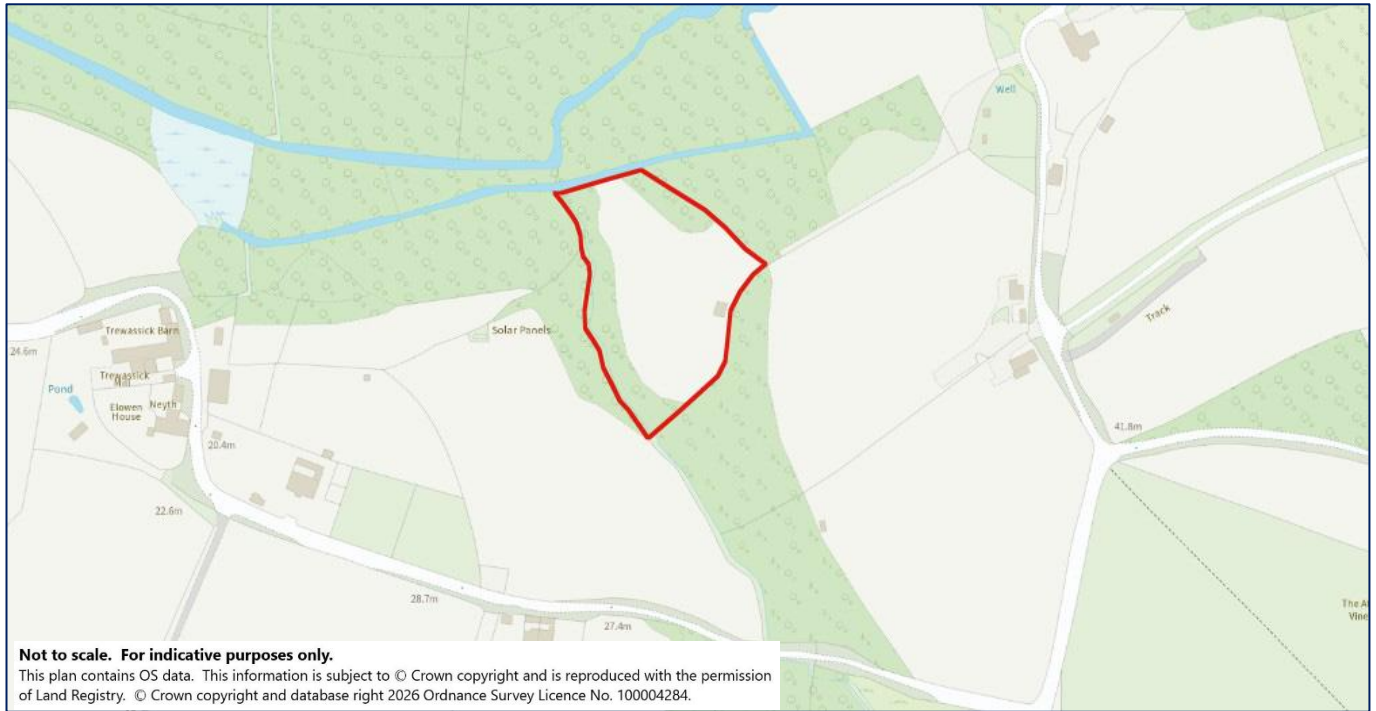 Well
Trewassick Barn
Solar Panels
Track
24.6m
Trewassick
Mill
Pond
Elowen
House
Neyth
20.4m
41.8m
22.6m
28.7m
27.4m
The
Vine
Not to scale. For indicative purposes only.
This plan contains OS data. This information is subject to © Crown copyright and is reproduced with the permission
of Land Registry. © Crown copyright and database right 2026 Ordnance Survey Licence No. 100004284.